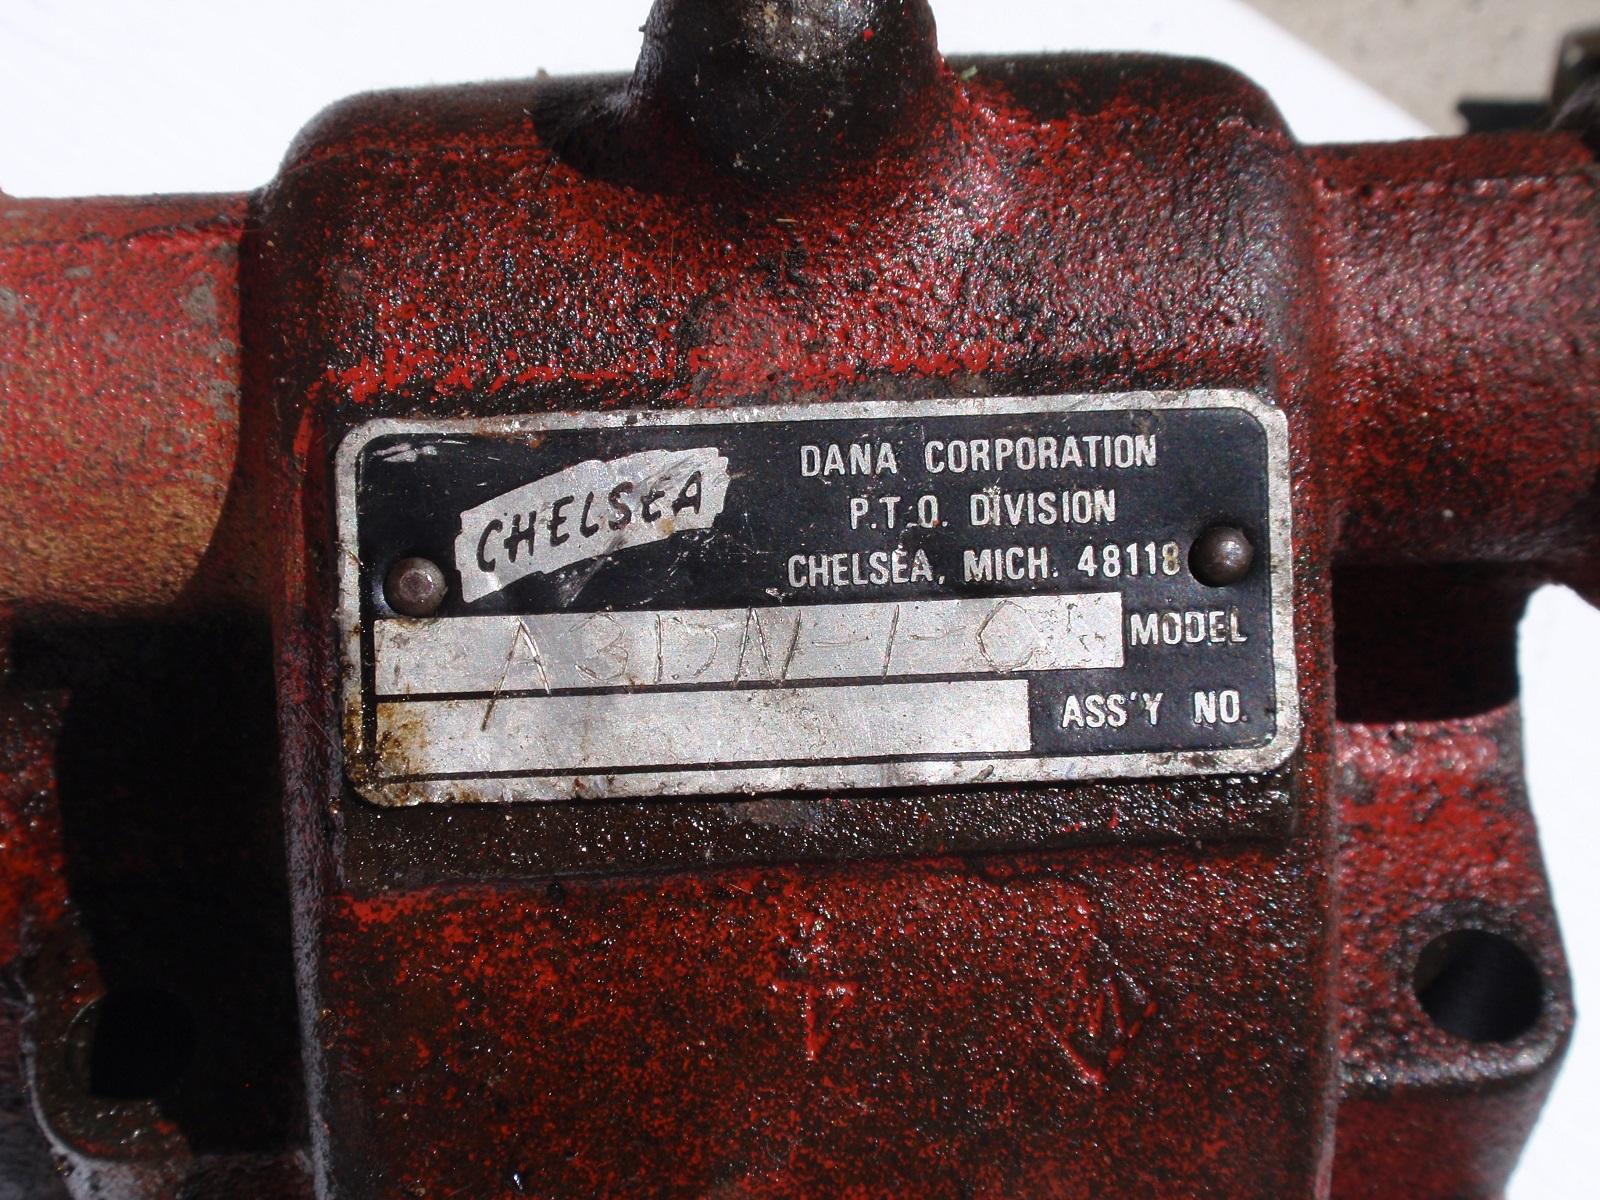 CHELSEA
DANA CORPORATION
P.T.O. DIVISION
CHELSEA, MICH. 48118
MODEL
ASS'Y NO.